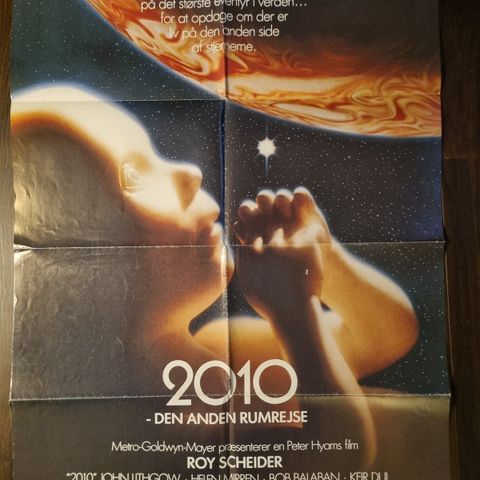 på det største eventyr i verden...
for at opdage om der er
liv på den anden side
af stjernerne.
2010
- DEN ANDEN RUMREJSE
Metro-Goldwyn-Mayer præsenterer en Peter Hyams film
ROY SCHEIDER
"2010" JOHN LITHGOW · HELEN MIRREN · BOB BALABAN · KEIR